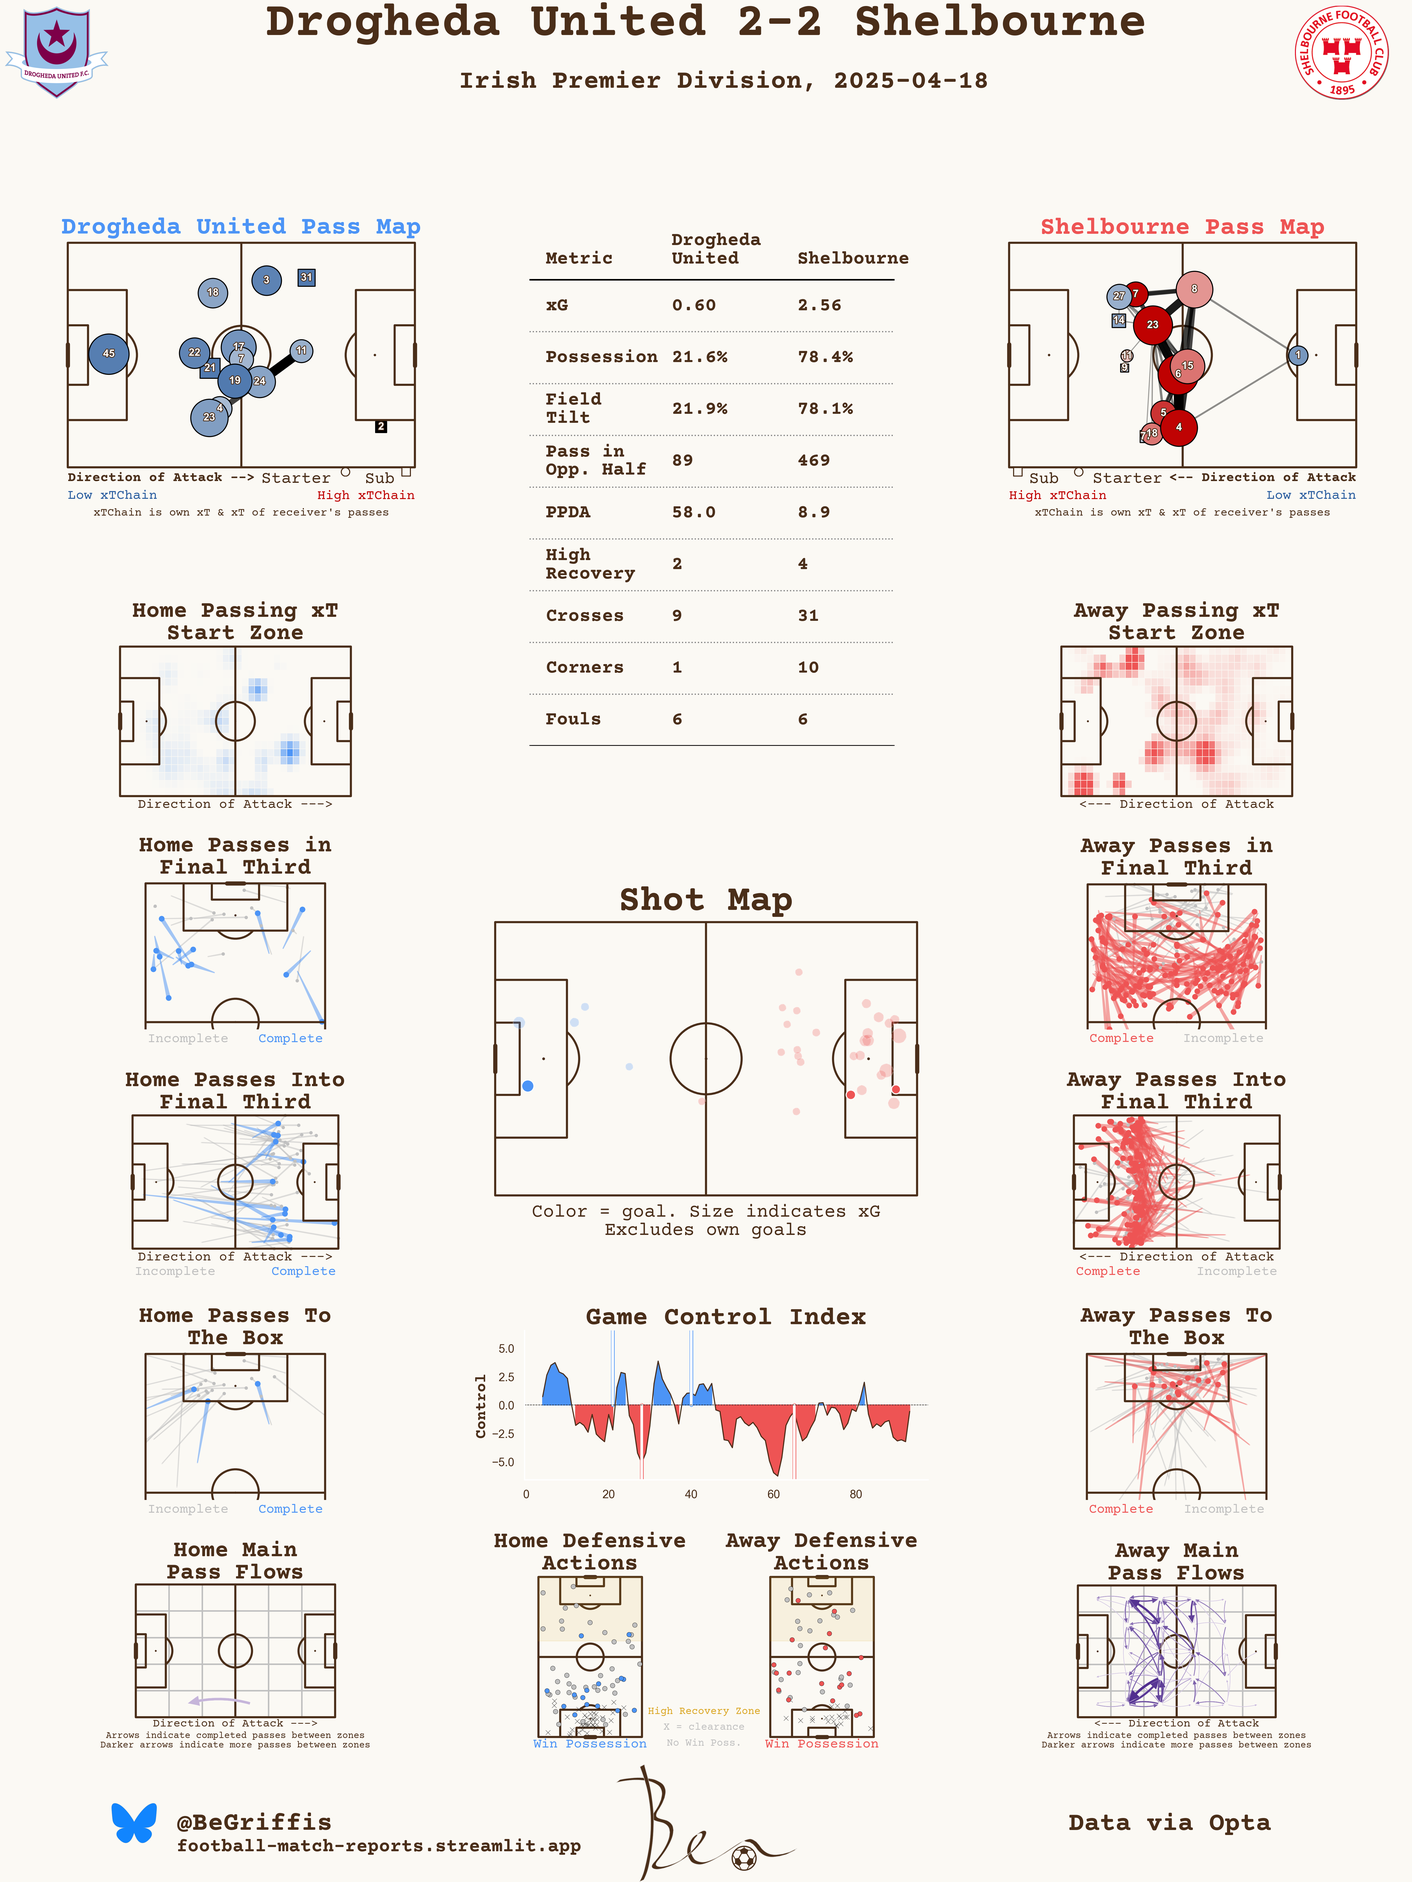 Drogheda United 2-2 Shelbourne
Irish Premier Division, 2025-04-18
DROGHEDA UNITED F.C.
SHELBOURNE FOOTBALL CLUB
1895
Drogheda United Pass Map
45
18
3
31
22
17
7
21
11
19
24
4
23
2
Direction of Attack --> Starter Sub
Low xTChain High xTChain
xTChain is own xT & xT of receiver's passes
Metric Drogheda United Shelbourne
xG 0.60 2.56
Possession 21.6% 78.4%
Field Tilt 21.9% 78.1%
Pass in Opp. Half 89 469
PPDA 58.0 8.9
High Recovery 2 4
Crosses 9 31
Corners 1 10
Fouls 6 6
Shelbourne Pass Map
27
7
8
14
23
11
9
15
6
1
5
4
18
Sub Starter <-- Direction of Attack
High xTChain Low xTChain
xTChain is own xT & xT of receiver's passes
Home Passing xT
Start Zone
Direction of Attack --->
Away Passing xT
Start Zone
<--- Direction of Attack
Home Passes in
Final Third
Incomplete Complete
Away Passes in
Final Third
Complete Incomplete
Shot Map
Color = goal. Size indicates xG
Excludes own goals
Home Passes Into
Final Third
Direction of Attack --->
Incomplete Complete
Away Passes Into
Final Third
<--- Direction of Attack
Complete Incomplete
Game Control Index
Control
5.0
2.5
0.0
−2.5
−5.0
0 20 40 60 80
Home Passes To
The Box
Incomplete Complete
Away Passes To
The Box
Complete Incomplete
Home Main
Pass Flows
Direction of Attack --->
Arrows indicate completed passes between zones
Darker arrows indicate more passes between zones
Home Defensive
Actions
Win Possession
Away Defensive
Actions
Win Possession
High Recovery Zone
X = clearance
No Win Poss.
Away Main
Pass Flows
<--- Direction of Attack
Arrows indicate completed passes between zones
Darker arrows indicate more passes between zones
@BeGriffis
football-match-reports.streamlit.app
Ben
Data via Opta